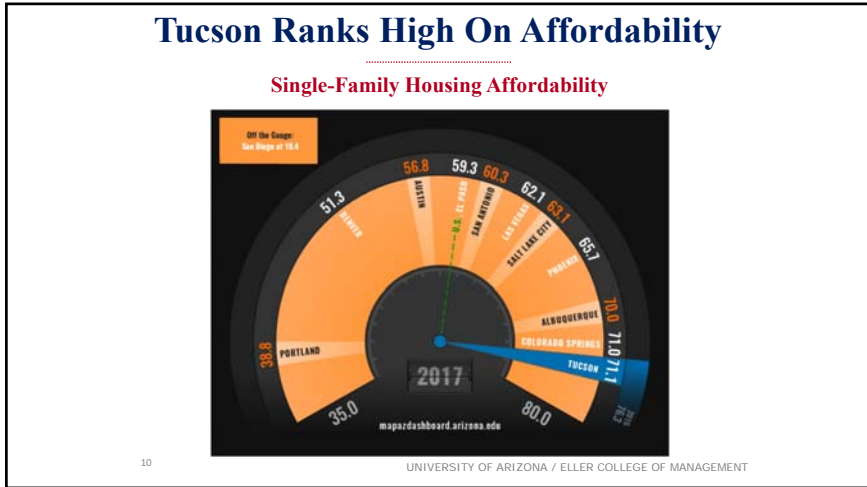 Tucson Ranks High On Affordability
Single-Family Housing Affordability
Off the Gauge:
San Diego at 18.4
38.8
PORTLAND
51.3
DENVER
56.8
AUSTIN
U.S.
59.3
EL PASO
60.3
SAN ANTONIO
62.1
LAS VEGAS
63.1
SALT LAKE CITY
65.7
PHOENIX
70.0
ALBUQUERQUE
71.0
COLORADO SPRINGS
71.1
TUCSON
2016
76.3
35.0
2017
80.0
mapazdashboard.arizona.edu
10
UNIVERSITY OF ARIZONA / ELLER COLLEGE OF MANAGEMENT